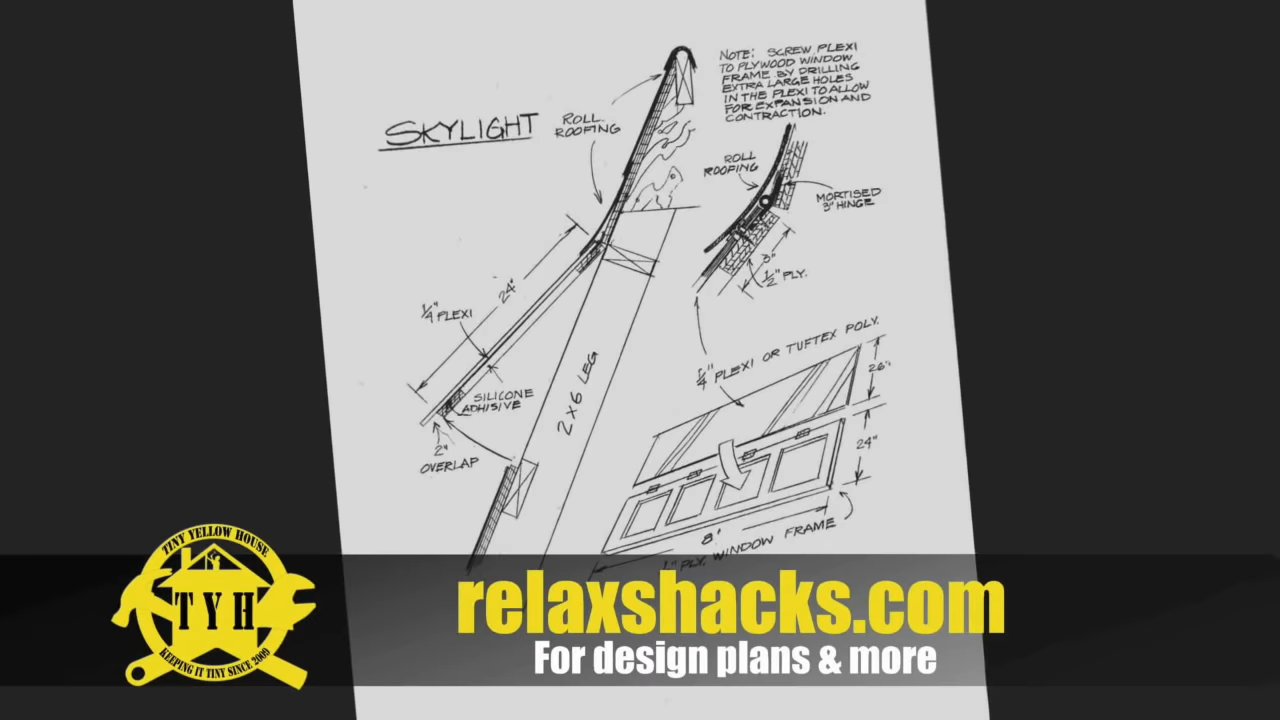 SKYLIGHT
ROLL
ROOFING
NOTE: SCREW PLEXI
TO PLYWOOD WINDOW
FRAME BY DRILLING
EXTRA LARGE HOLES
IN THE PLEXI TO ALLOW
FOR EXPANSION AND
CONTRACTION.
ROLL
ROOFING
MORTISED
3" HINGE
3"
1/2" PLY.
24"
1/4" PLEXI
SILICONE
ADHISIVE
2"
OVERLAP
2 X 6 LEG
1/4" PLEXI OR TUFTEX POLY.
26"
24"
8'
PLY. WINDOW FRAME
TINY YELLOW HOUSE
TYH
KEEPING IT TINY SINCE 2009
relaxshacks.com
For design plans & more